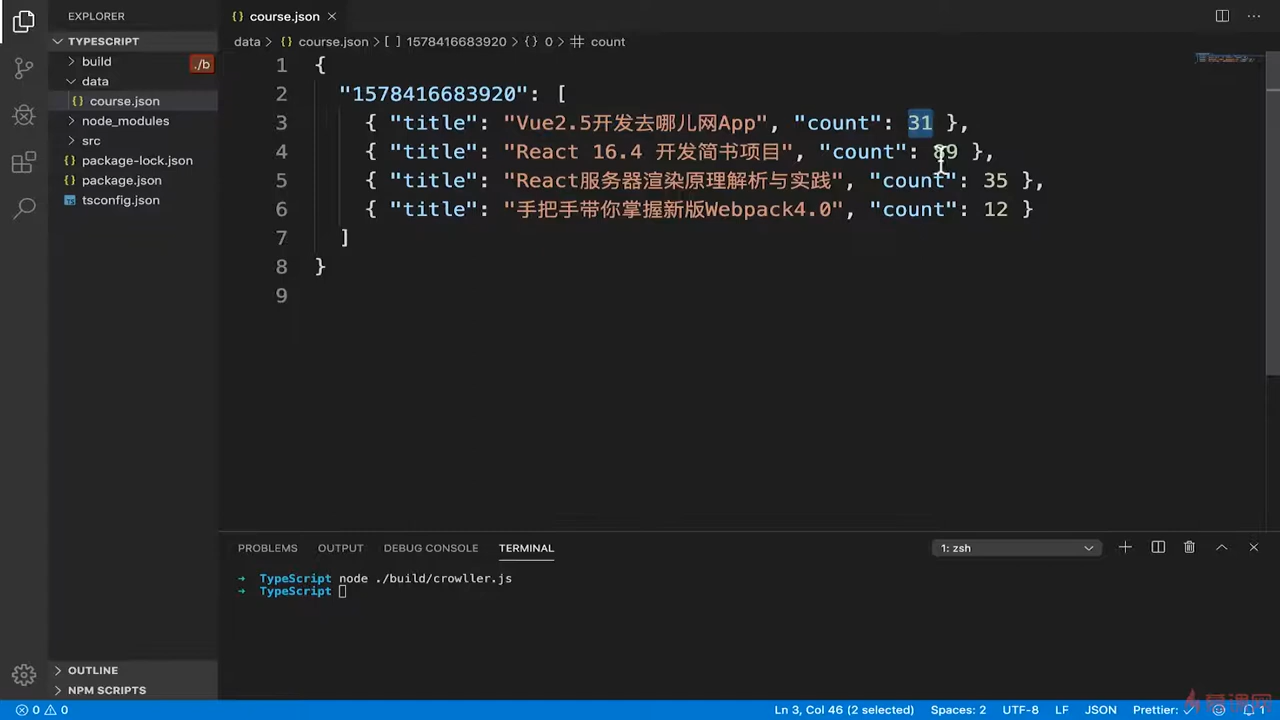 EXPLORER
course.json
TYPESCRIPT
data > {} course.json > [ ] 1578416683920 > {} 0 > # count
build ./b
data
course.json
node_modules
src
package-lock.json
package.json
tsconfig.json
1 {
2 "1578416683920": [
3 { "title": "Vue2.5开发去哪儿网App", "count": 31 },
4 { "title": "React 16.4 开发简书项目", "count": 89 },
5 { "title": "React服务器渲染原理解析与实践", "count": 35 },
6 { "title": "手把手带你掌握新版Webpack4.0", "count": 12 }
7 ]
8 }
9
PROBLEMS OUTPUT DEBUG CONSOLE TERMINAL 1: zsh
→ TypeScript node ./build/crowller.js
→ TypeScript
OUTLINE
NPM SCRIPTS
0 0 Ln 3, Col 46 (2 selected) Spaces: 2 UTF-8 LF JSON Prettier: ✓ 1
慕课网